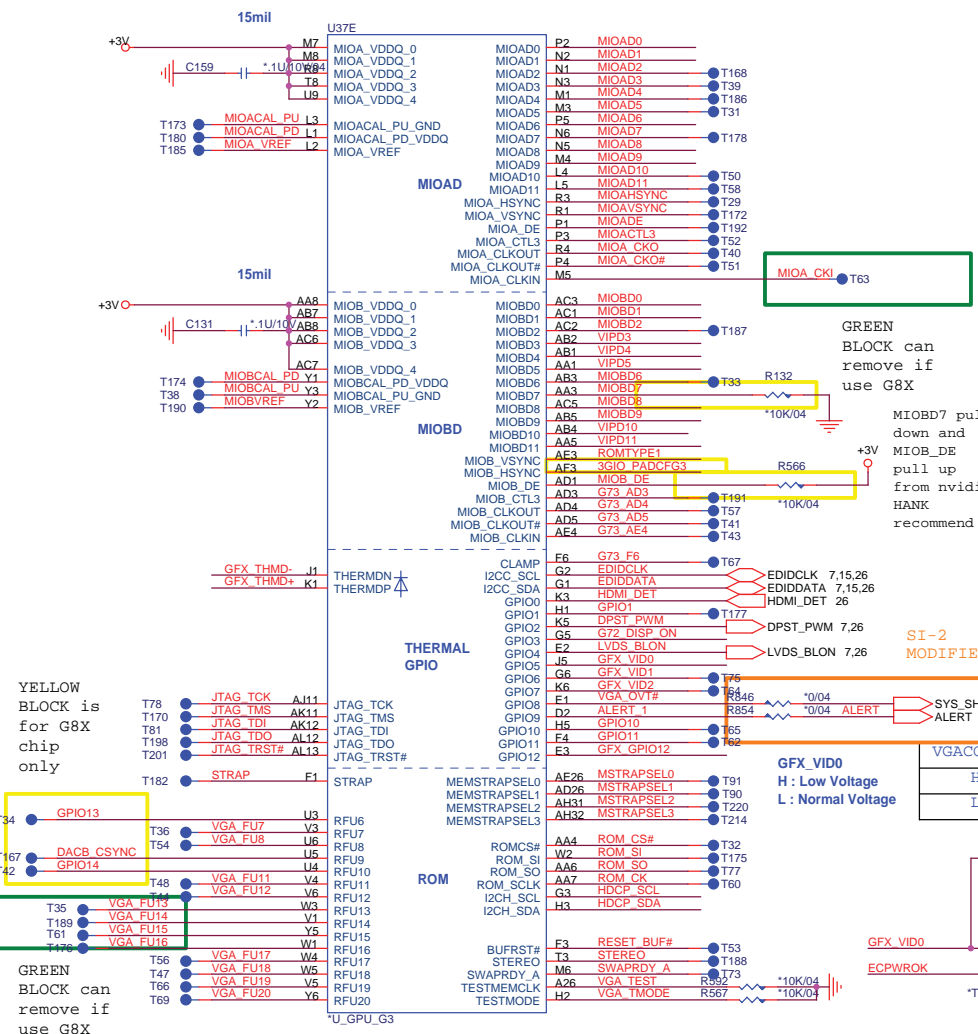 15mil
U37E
+3V
C159 *.1U/10V/04
M7 MIOA_VDDQ_0
M8 MIOA_VDDQ_1
R8 MIOA_VDDQ_2
T8 MIOA_VDDQ_3
U9 MIOA_VDDQ_4
T173 MIOACAL_PU L3 MIOACAL_PU_GND
T180 MIOACAL_PD L1 MIOACAL_PD_VDDQ
T185 MIOA_VREF L2 MIOA_VREF
MIOAD
MIOAD0 P2 MIOAD0
MIOAD1 N2 MIOAD1
MIOAD2 N1 MIOAD2 T168
MIOAD3 N3 MIOAD3 T39
MIOAD4 M1 MIOAD4 T186
MIOAD5 M3 MIOAD5 T31
MIOAD6 P5 MIOAD6
MIOAD7 N6 MIOAD7 T178
MIOAD8 N5 MIOAD8
MIOAD9 M4 MIOAD9
MIOAD10 L4 MIOAD10 T50
MIOAD11 L5 MIOAD11 T58
MIOA_HSYNC R3 MIOAHSYNC T29
MIOA_VSYNC R1 MIOAVSYNC T172
MIOA_DE P1 MIOADE T192
MIOA_CTL3 P3 MIOACTL3 T52
MIOA_CLKOUT R4 MIOA_CKO T40
MIOA_CLKOUT# P4 MIOA_CKO# T51
MIOA_CLKIN M5 MIOA_CKI T63
GREEN
BLOCK can
remove if
use G8X
15mil
+3V
C131 *.1U/10V
AA8 MIOB_VDDQ_0
AB7 MIOB_VDDQ_1
AB8 MIOB_VDDQ_2
AC6 MIOB_VDDQ_3
AC7 MIOB_VDDQ_4
T174 MIOBCAL_PD Y1 MIOBCAL_PD_VDDQ
T38 MIOBCAL_PU Y3 MIOBCAL_PU_GND
T190 MIOBVREF Y2 MIOB_VREF
MIOBD
MIOBD0 AC3 MIOBD0
MIOBD1 AC1 MIOBD1
MIOBD2 AC2 MIOBD2 T187
MIOBD3 AB2 VIPD3
MIOBD4 AB1 VIPD4
MIOBD5 AA1 VIPD5
MIOBD6 AB3 MIOBD6 T33
MIOBD7 AA3 MIOBD7 R132 *10K/04
MIOBD8 AC5 MIOBD8
MIOBD9 AB5 MIOBD9
MIOBD10 AB4 VIPD10
MIOBD11 AA5 VIPD11
MIOB_VSYNC AE3 ROMTYPE1
MIOB_HSYNC AF3 3GIO_PADCFG3
MIOB_DE AD1 MIOB_DE R566 *10K/04 +3V
MIOB_CTL3 AD3 G73_AD3 T191
MIOB_CLKOUT AD4 G73_AD4 T57
MIOB_CLKOUT# AD5 G73_AD5 T41
MIOB_CLKIN AE4 G73_AE4 T43
MIOBD7 pul
down and
MIOB_DE
pull up
from nvidi
HANK
recommend
GFX_THMD- J1 THERMDN
GFX_THMD+ K1 THERMDP
THERMAL
GPIO
CLAMP F6 G73_F6 T67
I2CC_SCL G2 EDIDCLK EDIDCLK 7,15,26
I2CC_SDA G1 EDIDDATA EDIDDATA 7,15,26
GPIO0 K3 HDMI_DET HDMI_DET 26
GPIO1 H1 GPIO1 T177
GPIO2 K5 DPST_PWM DPST_PWM 7,26
GPIO3 G5 G72_DISP_ON
GPIO4 E2 LVDS_BLON LVDS_BLON 7,26
GPIO5 J5 GFX_VID0
GPIO6 G6 GFX_VID1 T75
GPIO7 K6 GFX_VID2 T64
GPIO8 E1 VGA_OVT# R846 *0/04 SYS_SH
GPIO9 D2 ALERT_1 R854 *0/04 ALERT ALERT
GPIO10 H5 GPIO10 T65
GPIO11 F4 GPIO11 T62
GPIO12 E3 GFX_GPIO12
SI-2
MODIFIE
YELLOW
BLOCK is
for G8X
chip
only
T78 JTAG_TCK AJ11 JTAG_TCK
T170 JTAG_TMS AK11 JTAG_TMS
T81 JTAG_TDI AK12 JTAG_TDI
T198 JTAG_TDO AL12 JTAG_TDO
T201 JTAG_TRST# AL13 JTAG_TRST#
GFX_VID0
H : Low Voltage
L : Normal Voltage
VGACO
H
L
T182 STRAP F1 STRAP
MEMSTRAPSEL0 AF26 MSTRAPSEL0 T91
MEMSTRAPSEL1 AD26 MSTRAPSEL1 T90
MEMSTRAPSEL2 AH31 MSTRAPSEL2 T220
MEMSTRAPSEL3 AH32 MSTRAPSEL3 T214
T34 GPIO13 U3 RFU6
T36 VGA_FU7 V3 RFU7
T54 VGA_FU8 U6 RFU8
T167 DACB_CSYNC U5 RFU9
T42 GPIO14 U4 RFU10
T48 VGA_FU11 V4 RFU11
T44 VGA_FU12 V6 RFU12
T35 VGA_FU13 W3 RFU13
T189 VGA_FU14 V1 RFU14
T61 VGA_FU15 Y5 RFU15
T176 VGA_FU16 W1 RFU16
T56 VGA_FU17 W4 RFU17
T47 VGA_FU18 W5 RFU18
T66 VGA_FU19 V5 RFU19
T69 VGA_FU20 Y6 RFU20
ROM
ROMCS# AA4 ROM_CS# T32
ROM_SI W2 ROM_SI T175
ROM_SO AA6 ROM_SO T77
ROM_SCLK AA7 ROM_CK T60
I2CH_SCL G3 HDCP_SCL
I2CH_SDA H3 HDCP_SDA
BUFRST# F3 RESET_BUF# T53
STEREO T3 STEREO T188
SWAPRDY_A M6 SWAPRDY_A T73
TESTMEMCLK A26 VGA_TEST R592 *10K/04
TESTMODE H2 VGA_TMODE R567 *10K/04
GFX_VID0
ECPWROK
*T
GREEN
BLOCK can
remove if
use G8X
*U_GPU_G3